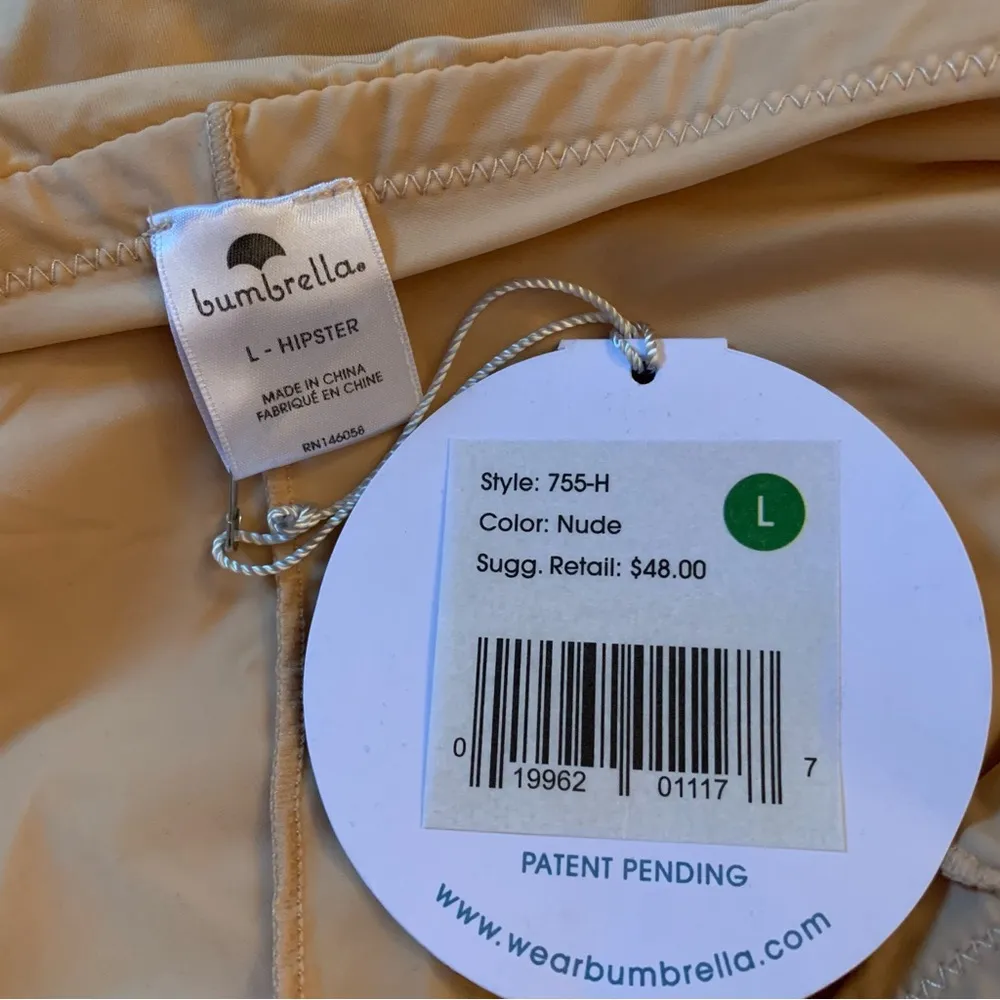 bumbrella®
L - HIPSTER
MADE IN CHINA
FABRIQUÉ EN CHINE
RN146058
Style: 755-H
Color: Nude
Sugg. Retail: $48.00
L
0 19962 01117 7
PATENT PENDING
www.wearbumbrella.com